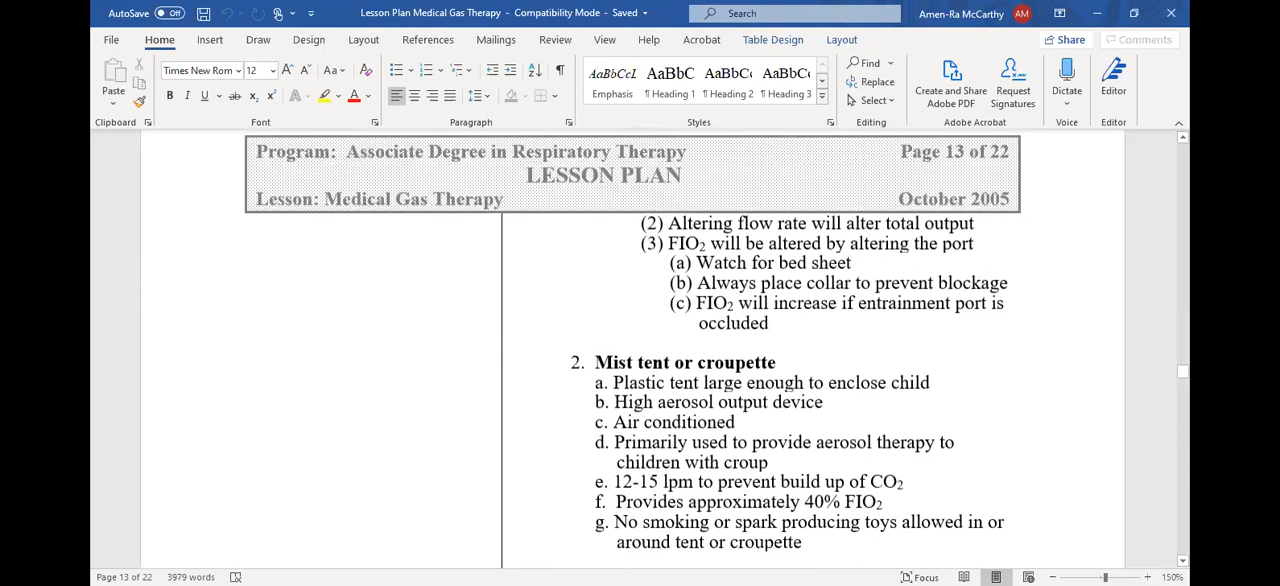 AutoSave Off Lesson Plan Medical Gas Therapy - Compatibility Mode - Saved Search Amen-Ra McCarthy AM
File Home Insert Draw Design Layout References Mailings Review View Help Acrobat Table Design Layout Share Comments
Paste Times New Rom 12 Aa AaBbCcI AaBbC AaBbCc AaBbCc Find Replace Select Create and Share Adobe PDF Request Signatures Dictate Editor
B I U ab x₂ x² A A Emphasis ¶ Heading 1 ¶ Heading 2 ¶ Heading 3
Clipboard Font Paragraph Styles Editing Adobe Acrobat Voice Editor
Program: Associate Degree in Respiratory Therapy Page 13 of 22
LESSON PLAN
Lesson: Medical Gas Therapy October 2005
(2) Altering flow rate will alter total output
(3) FIO₂ will be altered by altering the port
(a) Watch for bed sheet
(b) Always place collar to prevent blockage
(c) FIO₂ will increase if entrainment port is
occluded
2. Mist tent or croupette
a. Plastic tent large enough to enclose child
b. High aerosol output device
c. Air conditioned
d. Primarily used to provide aerosol therapy to
children with croup
e. 12-15 lpm to prevent build up of CO₂
f. Provides approximately 40% FIO₂
g. No smoking or spark producing toys allowed in or
around tent or croupette
Page 13 of 22 3979 words Focus 150%